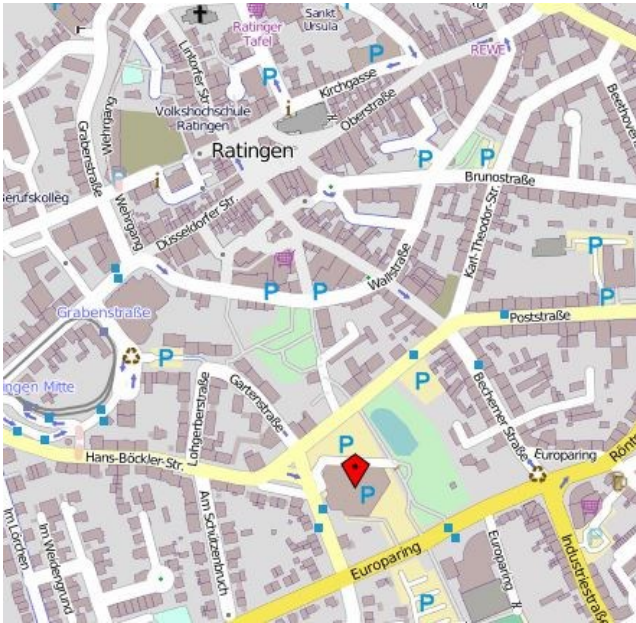 Sankt
Ursula
Ratinger
Tafel
P
P
REWE
Lintorfer Str.
Kirchgasse
Beethovens
Wehrgang
Volkshochschule
Ratingen
i
Oberstraße
Grabenstraße
Ratingen
P
P
P
i
Brunostraße
Berufskolleg
Wehrgang
Düsseldorfer Str.
Karl-Theodor-Str.
P
Wallstraße
P
P
P
Grabenstraße
Poststraße
P
ngen Mitte
Gartenstraße
P
Lohgerberstraße
Bechemer Straße
P
Europaring
Rönt
Hans-Böckler-Str.
P
Am Schützenbruch
Im Lörchen
Im Weidengrund
Europaring
Europaring
Industriestraße
P
P